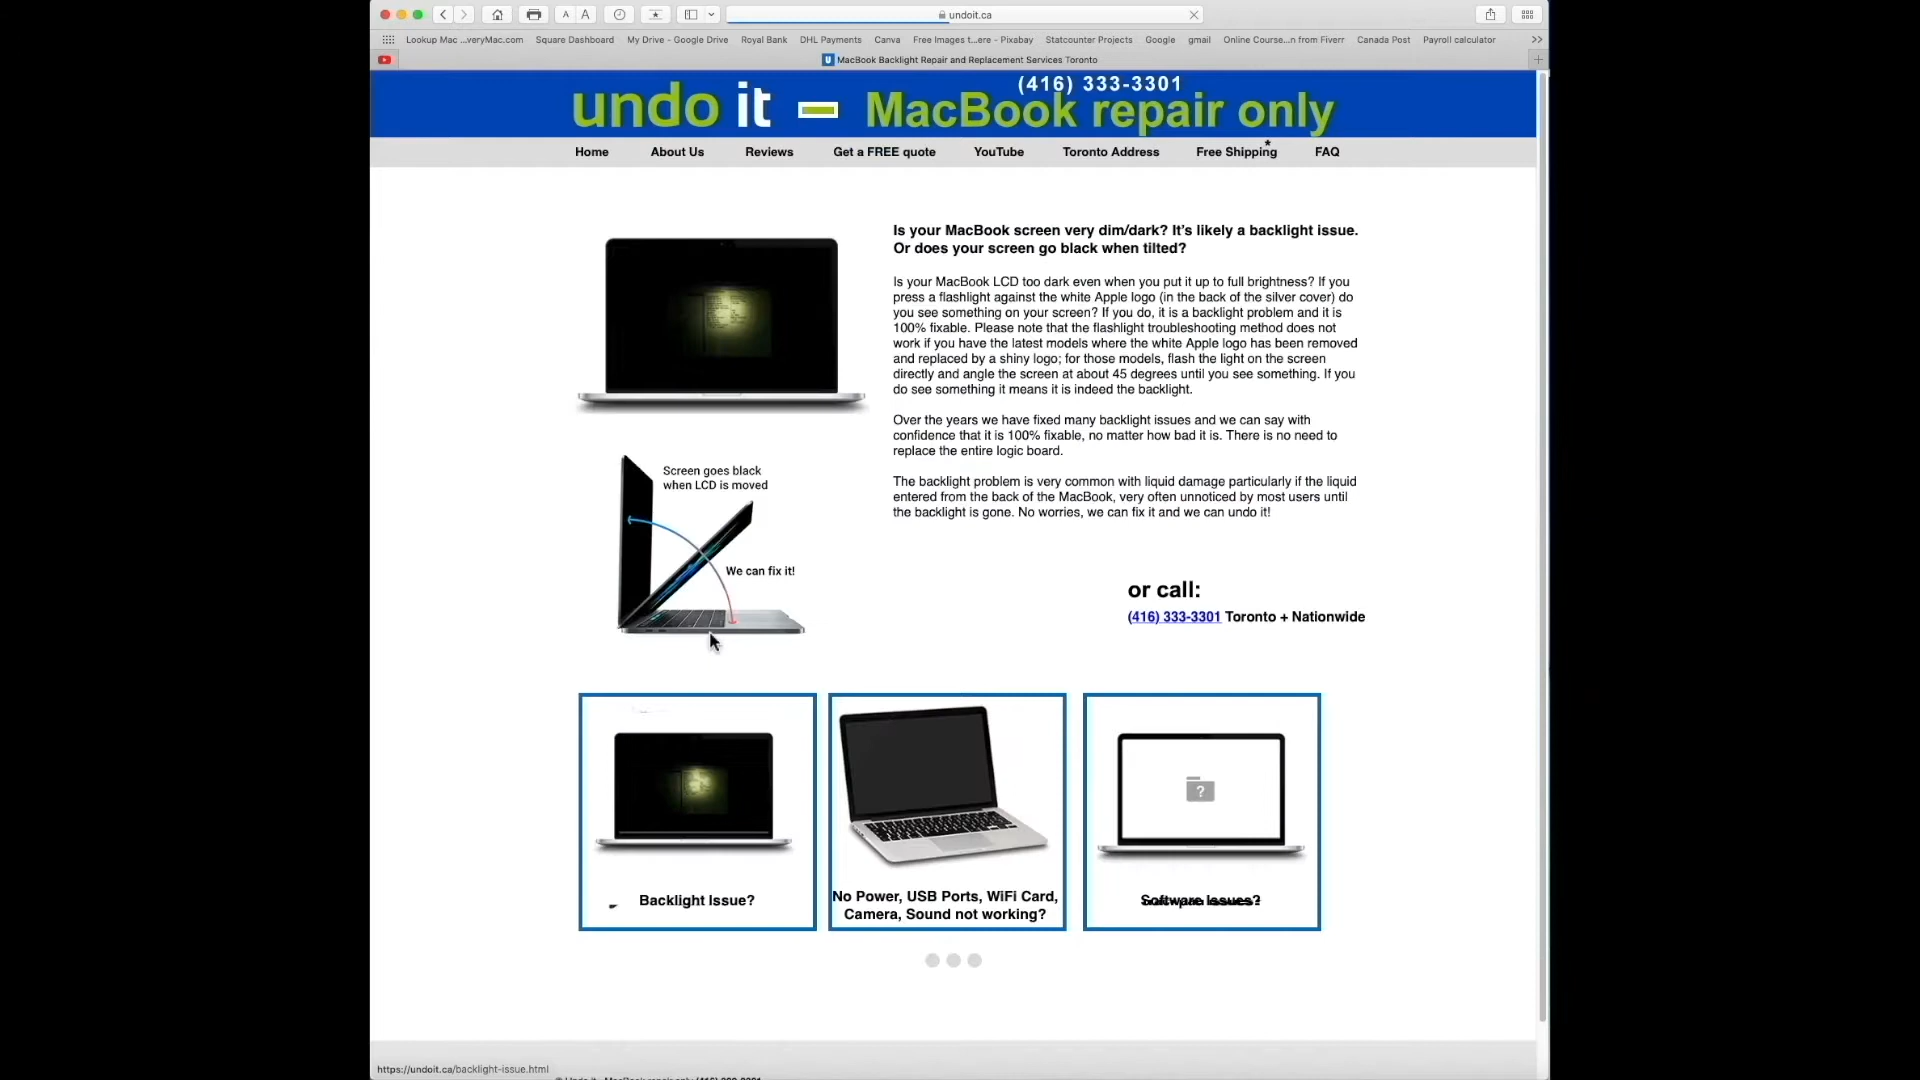 undoit.ca
Lookup Mac ...veryMac.com Square Dashboard My Drive - Google Drive Royal Bank DHL Payments Canva Free Images t...ere - Pixabay Statcounter Projects Google gmail Online Course...n from Fiverr Canada Post Payroll calculator
MacBook Backlight Repair and Replacement Services Toronto
(416) 333-3301
undo it - MacBook repair only
Home About Us Reviews Get a FREE quote YouTube Toronto Address Free Shipping* FAQ
Is your MacBook screen very dim/dark? It's likely a backlight issue.
Or does your screen go black when tilted?
Is your MacBook LCD too dark even when you put it up to full brightness? If you
press a flashlight against the white Apple logo (in the back of the silver cover) do
you see something on your screen? If you do, it is a backlight problem and it is
100% fixable. Please note that the flashlight troubleshooting method does not
work if you have the latest models where the white Apple logo has been removed
and replaced by a shiny logo; for those models, flash the light on the screen
directly and angle the screen at about 45 degrees until you see something. If you
do see something it means it is indeed the backlight.
Over the years we have fixed many backlight issues and we can say with
confidence that it is 100% fixable, no matter how bad it is. There is no need to
replace the entire logic board.
The backlight problem is very common with liquid damage particularly if the liquid
entered from the back of the MacBook, very often unnoticed by most users until
the backlight is gone. No worries, we can fix it and we can undo it!
Screen goes black
when LCD is moved
We can fix it!
or call:
(416) 333-3301 Toronto + Nationwide
Backlight Issue?
No Power, USB Ports, WiFi Card,
Camera, Sound not working?
?
Software Issues?
https://undoit.ca/backlight-issue.html